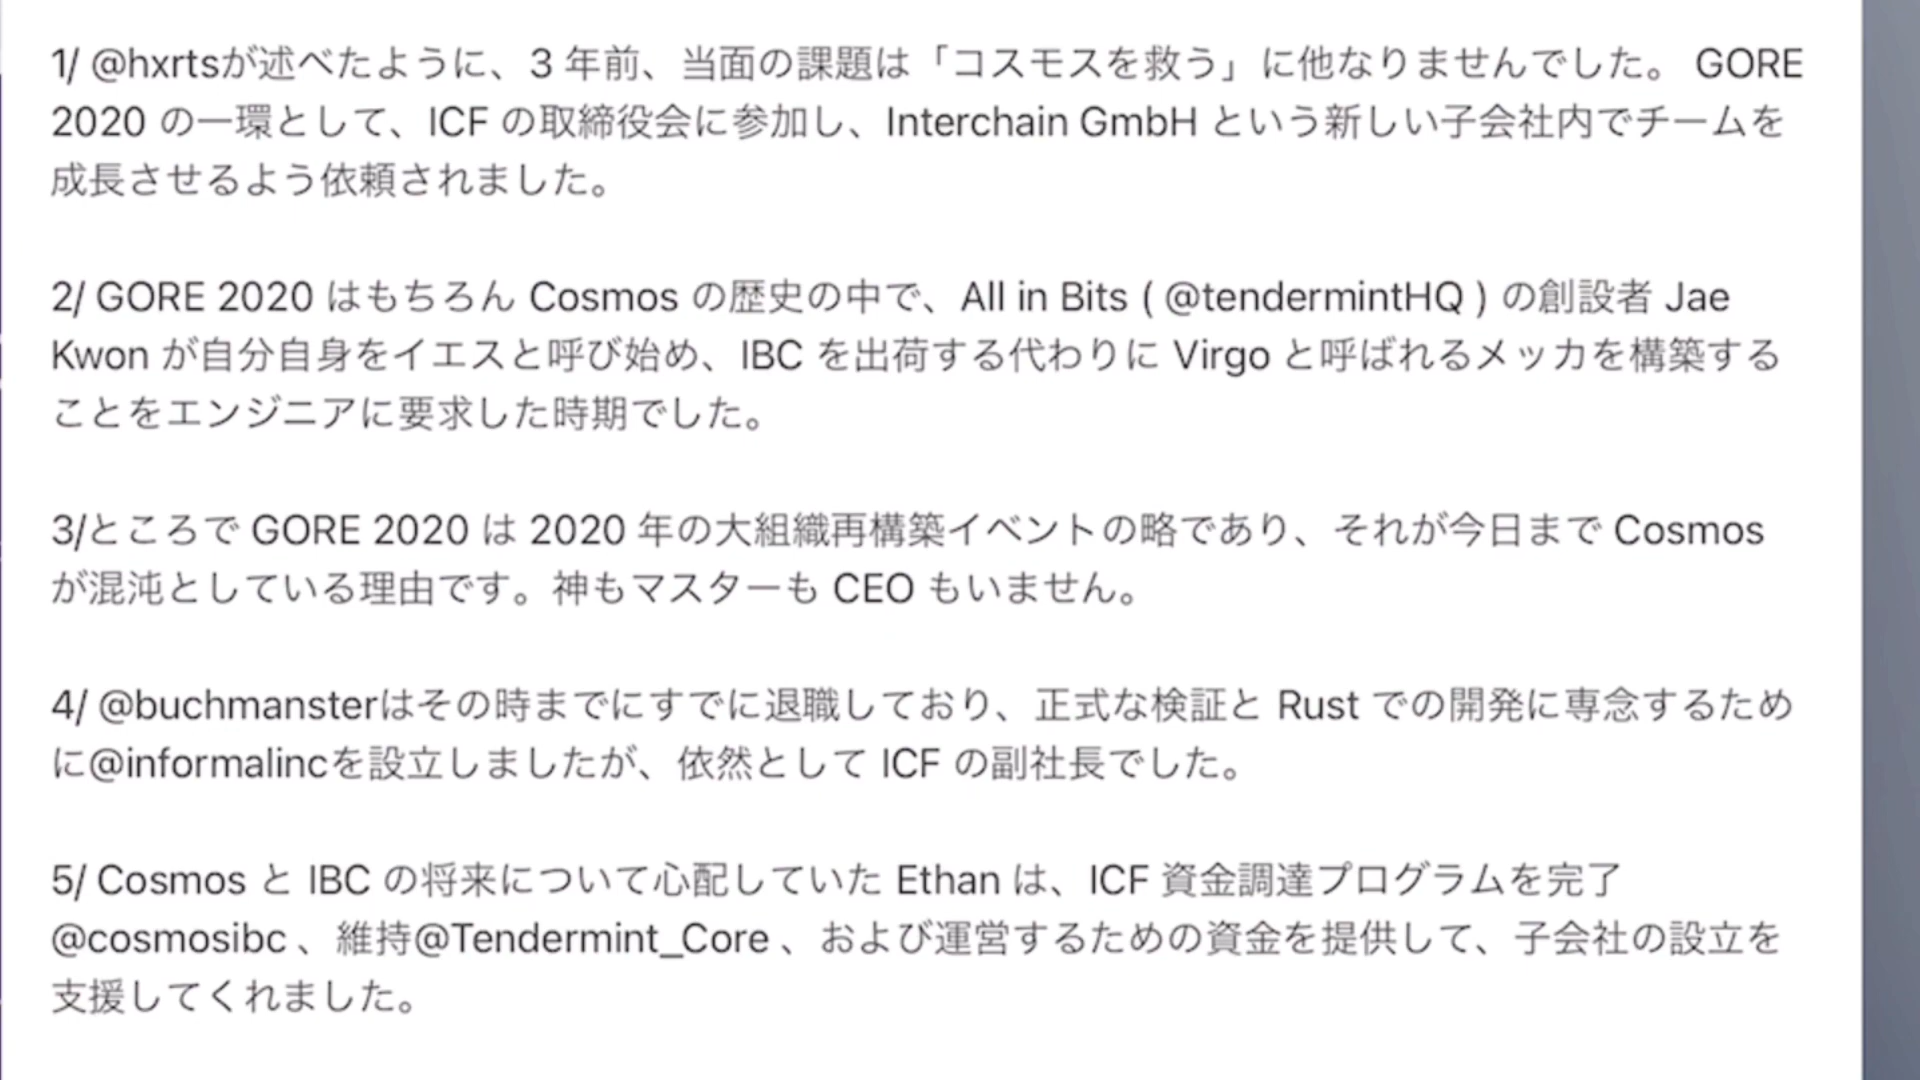 1/ @hxrtsが述べたように、3 年前、当面の課題は「コスモスを救う」に他なりませんでした。 GORE
2020 の一環として、ICF の取締役会に参加し、Interchain GmbH という新しい子会社内でチームを
成長させるよう依頼されました。
2/ GORE 2020 はもちろん Cosmos の歴史の中で、All in Bits ( @tendermintHQ ) の創設者 Jae
Kwon が自分自身をイエスと呼び始め、IBC を出荷する代わりに Virgo と呼ばれるメッカを構築する
ことをエンジニアに要求した時期でした。
3/ところで GORE 2020 は 2020 年の大組織再構築イベントの略であり、それが今日まで Cosmos
が混沌としている理由です。神もマスターも CEO もいません。
4/ @buchmansterはその時までにすでに退職しており、正式な検証と Rust での開発に専念するため
に@informalincを設立しましたが、依然として ICF の副社長でした。
5/ Cosmos と IBC の将来について心配していた Ethan は、ICF 資金調達プログラムを完了
@cosmosibc 、維持@Tendermint_Core 、および運営するための資金を提供して、子会社の設立を
支援してくれました。